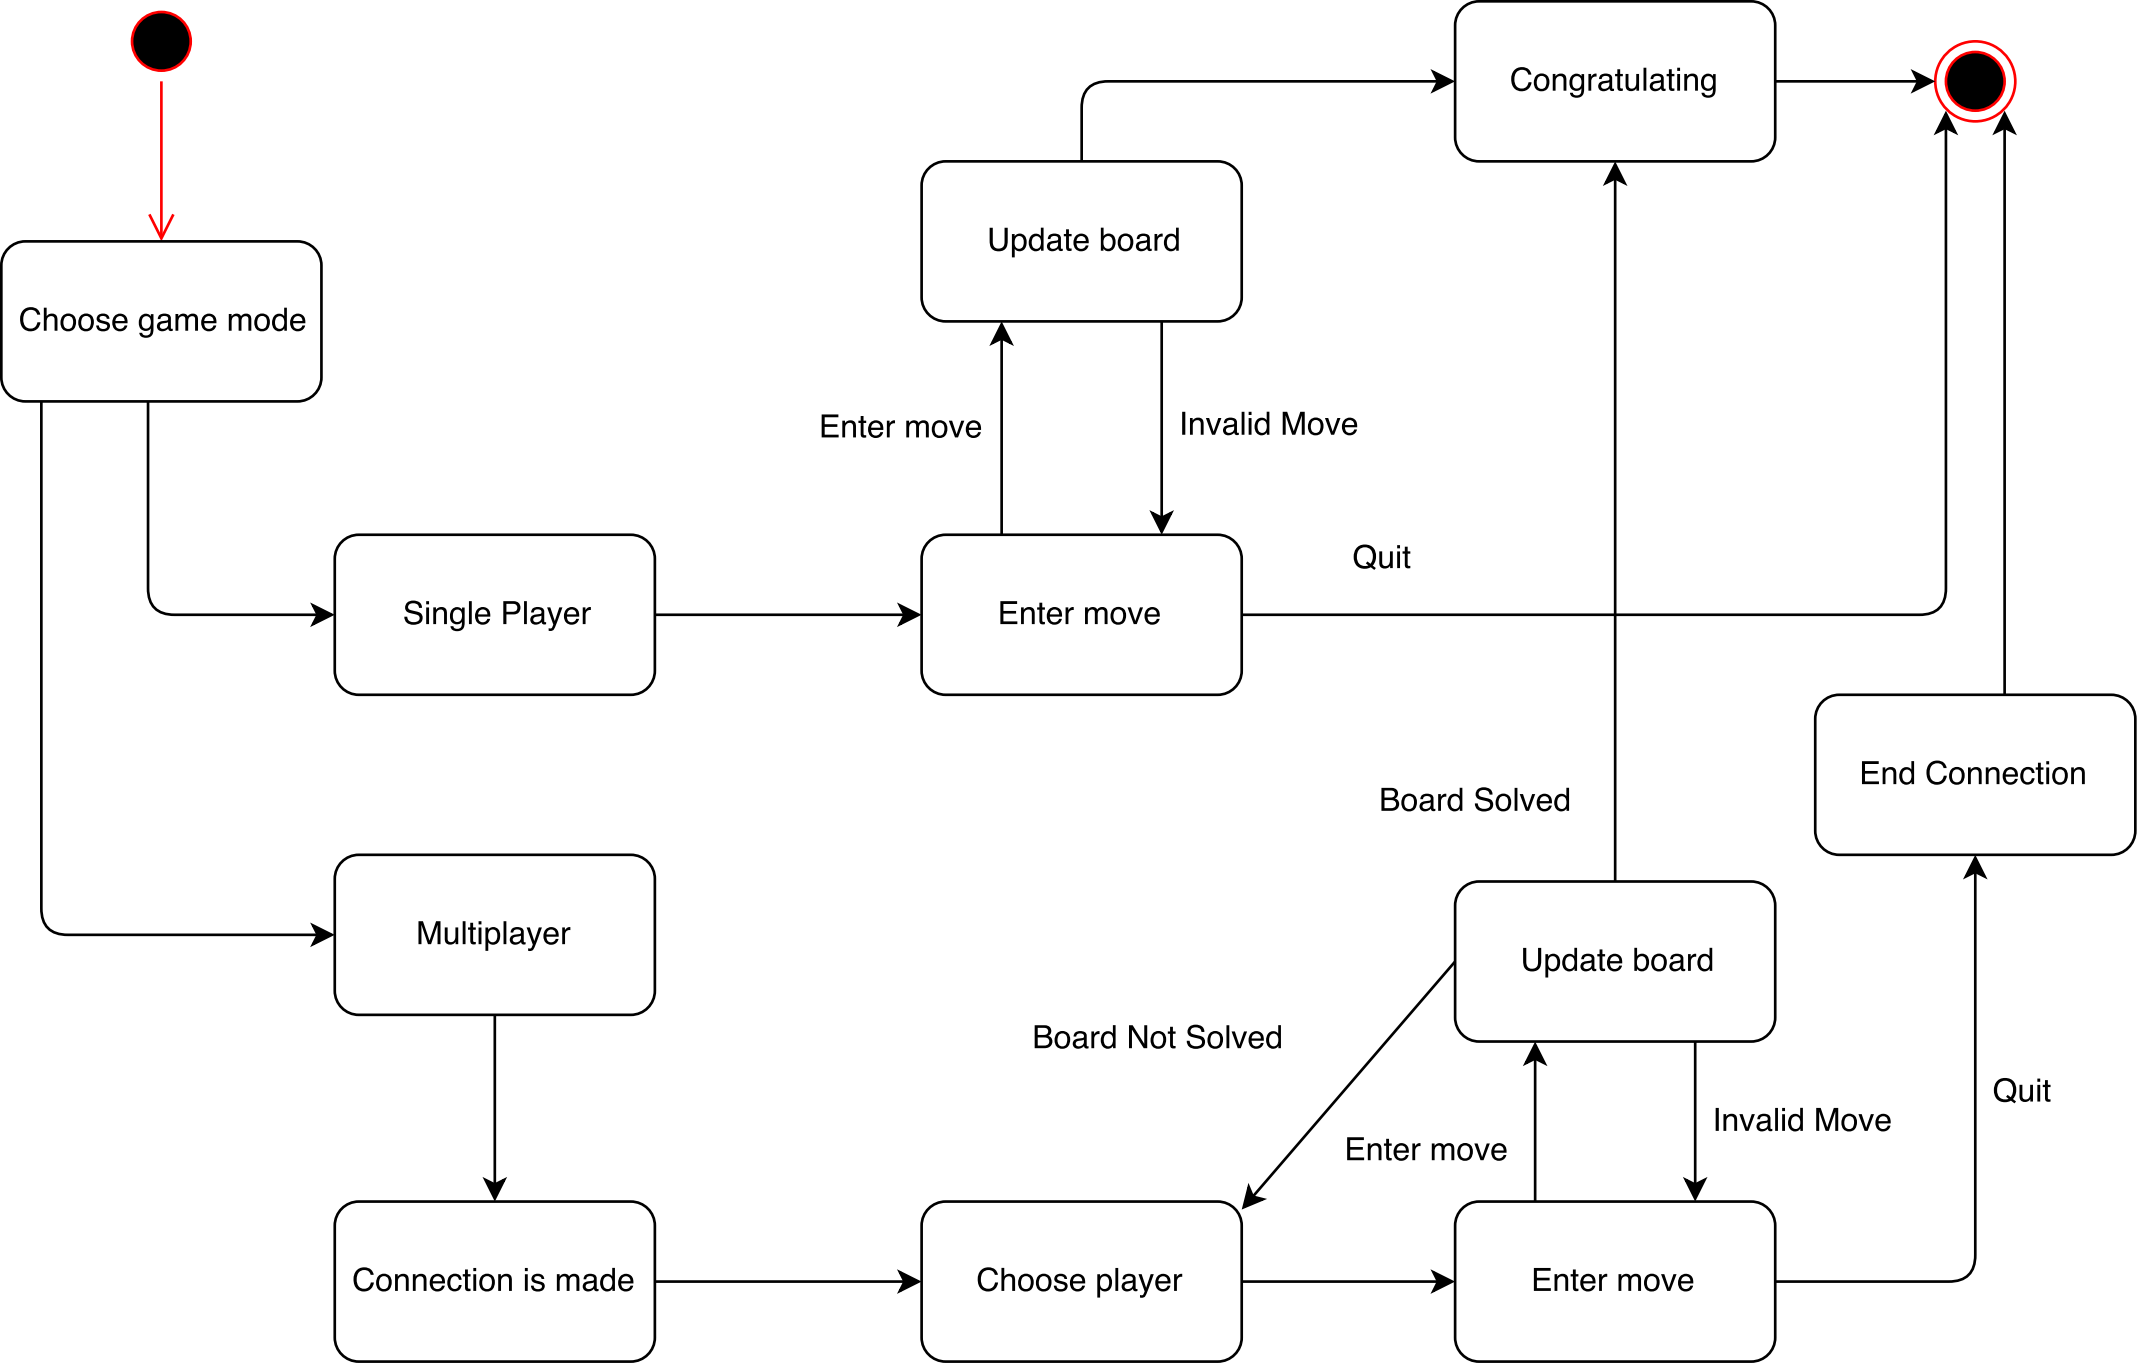 Congratulating
Update board
Choose game mode
Enter move
Invalid Move
Quit
Single Player
Enter move
End Connection
Board Solved
Multiplayer
Update board
Board Not Solved
Quit
Invalid Move
Enter move
Connection is made
Choose player
Enter move